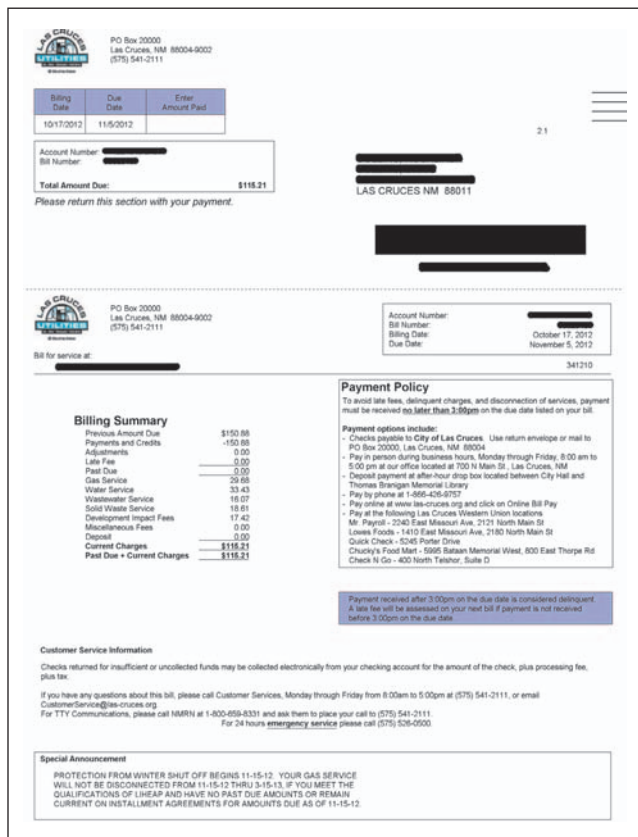 LAS CRUCES
UTILITIES
PO Box 20000
Las Cruces, NM 88004-9002
(575) 541-2111
Billing Date
Due Date
Enter Amount Paid
10/17/2012 11/5/2012
2.1
Account Number:
Bill Number:
Total Amount Due: $115.21
LAS CRUCES NM 88011
Please return this section with your payment.
LAS CRUCES
UTILITIES
PO Box 20000
Las Cruces, NM 88004-9002
(575) 541-2111
Account Number:
Bill Number:
Billing Date: October 17, 2012
Due Date: November 5, 2012
Bill for service at:
341210
Billing Summary
Previous Amount Due $150.88
Payments and Credits -150.88
Adjustments 0.00
Late Fee 0.00
Past Due 0.00
Gas Service 29.68
Water Service 33.43
Wastewater Service 16.07
Solid Waste Service 18.61
Development Impact Fees 17.42
Miscellaneous Fees 0.00
Deposit 0.00
Current Charges $115.21
Past Due + Current Charges $115.21
Payment Policy
To avoid late fees, delinquent charges, and disconnection of services, payment
must be received no later than 3:00pm on the due date listed on your bill.
Payment options include:
- Checks payable to City of Las Cruces. Use return envelope or mail to
PO Box 20000, Las Cruces, NM 88004
- Pay in person during business hours, Monday through Friday, 8:00 am to
5:00 pm at our office located at 700 N Main St., Las Cruces, NM
- Deposit payment at after-hour drop box located between City Hall and
Thomas Branigan Memorial Library
- Pay by phone at 1-866-426-9757
- Pay online at www.las-cruces.org and click on Online Bill Pay
- Pay at the following Las Cruces Western Union locations
Mr. Payroll - 2240 East Missouri Ave, 2121 North Main St
Lowes Foods - 1410 East Missouri Ave, 2180 North Main St
Quick Check - 5245 Porter Drive
Chucky's Food Mart - 5995 Bataan Memorial West, 600 East Thorpe Rd
Check N Go - 400 North Telshor, Suite D
Payment received after 3:00pm on the due date is considered delinquent.
A late fee will be assessed on your next bill if payment is not received
before 3:00pm on the due date.
Customer Service Information
Checks returned for insufficient or uncollected funds may be collected electronically from your checking account for the amount of the check, plus processing fee,
plus tax.
If you have any questions about this bill, please call Customer Services, Monday through Friday from 8:00am to 5:00pm at (575) 541-2111, or email
CustomerService@las-cruces.org.
For TTY Communications, please call NMRN at 1-800-659-8331 and ask them to place your call to (575) 541-2111.
For 24 hours emergency service please call (575) 526-0500.
Special Announcement
PROTECTION FROM WINTER SHUT OFF BEGINS 11-15-12. YOUR GAS SERVICE
WILL NOT BE DISCONNECTED FROM 11-15-12 THRU 3-15-13, IF YOU MEET THE
QUALIFICATIONS OF LIHEAP AND HAVE NO PAST DUE AMOUNTS OR REMAIN
CURRENT ON INSTALLMENT AGREEMENTS FOR AMOUNTS DUE AS OF 11-15-12.